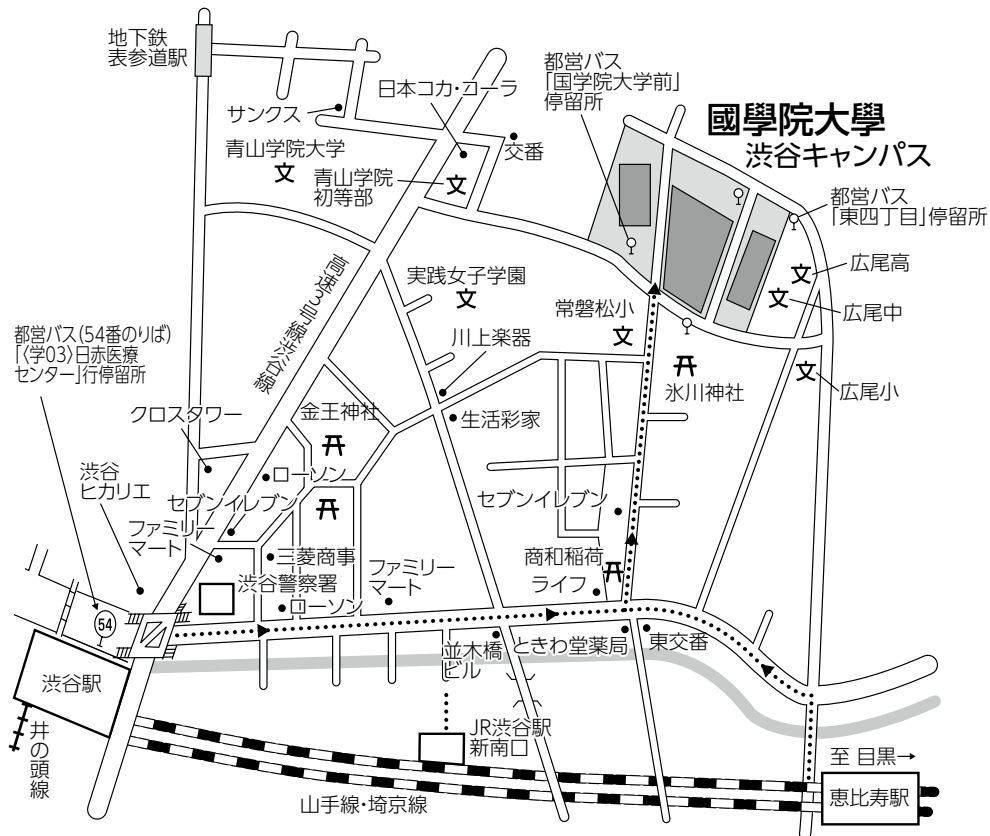 地下鉄
表参道駅
サンクス
日本コカ・コーラ
都営バス
「国学院大学前」
停留所
國學院大學
渋谷キャンパス
交番
青山学院大学
文
青山学院
初等部
文
都営バス
「東四丁目」停留所
高速3号線渋谷線
実践女子学園
文
常磐松小
文
文
広尾高
文
広尾中
文
広尾小
氷川神社
川上楽器
生活彩家
都営バス(54番のりば)
「〈学03〉日赤医療
センター」行停留所
クロスタワー
金王神社
渋谷
ヒカリエ
ローソン
セブンイレブン
セブンイレブン
ファミリー
マート
三菱商事
ファミリー
マート
商和稲荷
ライフ
渋谷警察署
ローソン
54
並木橋
ビル
ときわ堂薬局
東交番
渋谷駅
井の頭線
JR渋谷駅
新南口
山手線・埼京線
至 目黒→
恵比寿駅